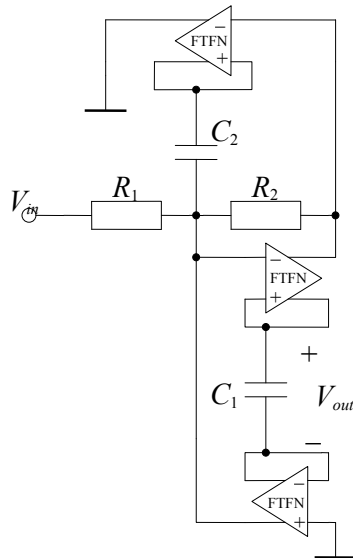 −
FTFN
+
C2
Vin
R1
R2
−
FTFN
+
+
C1
Vout
−
−
FTFN
+